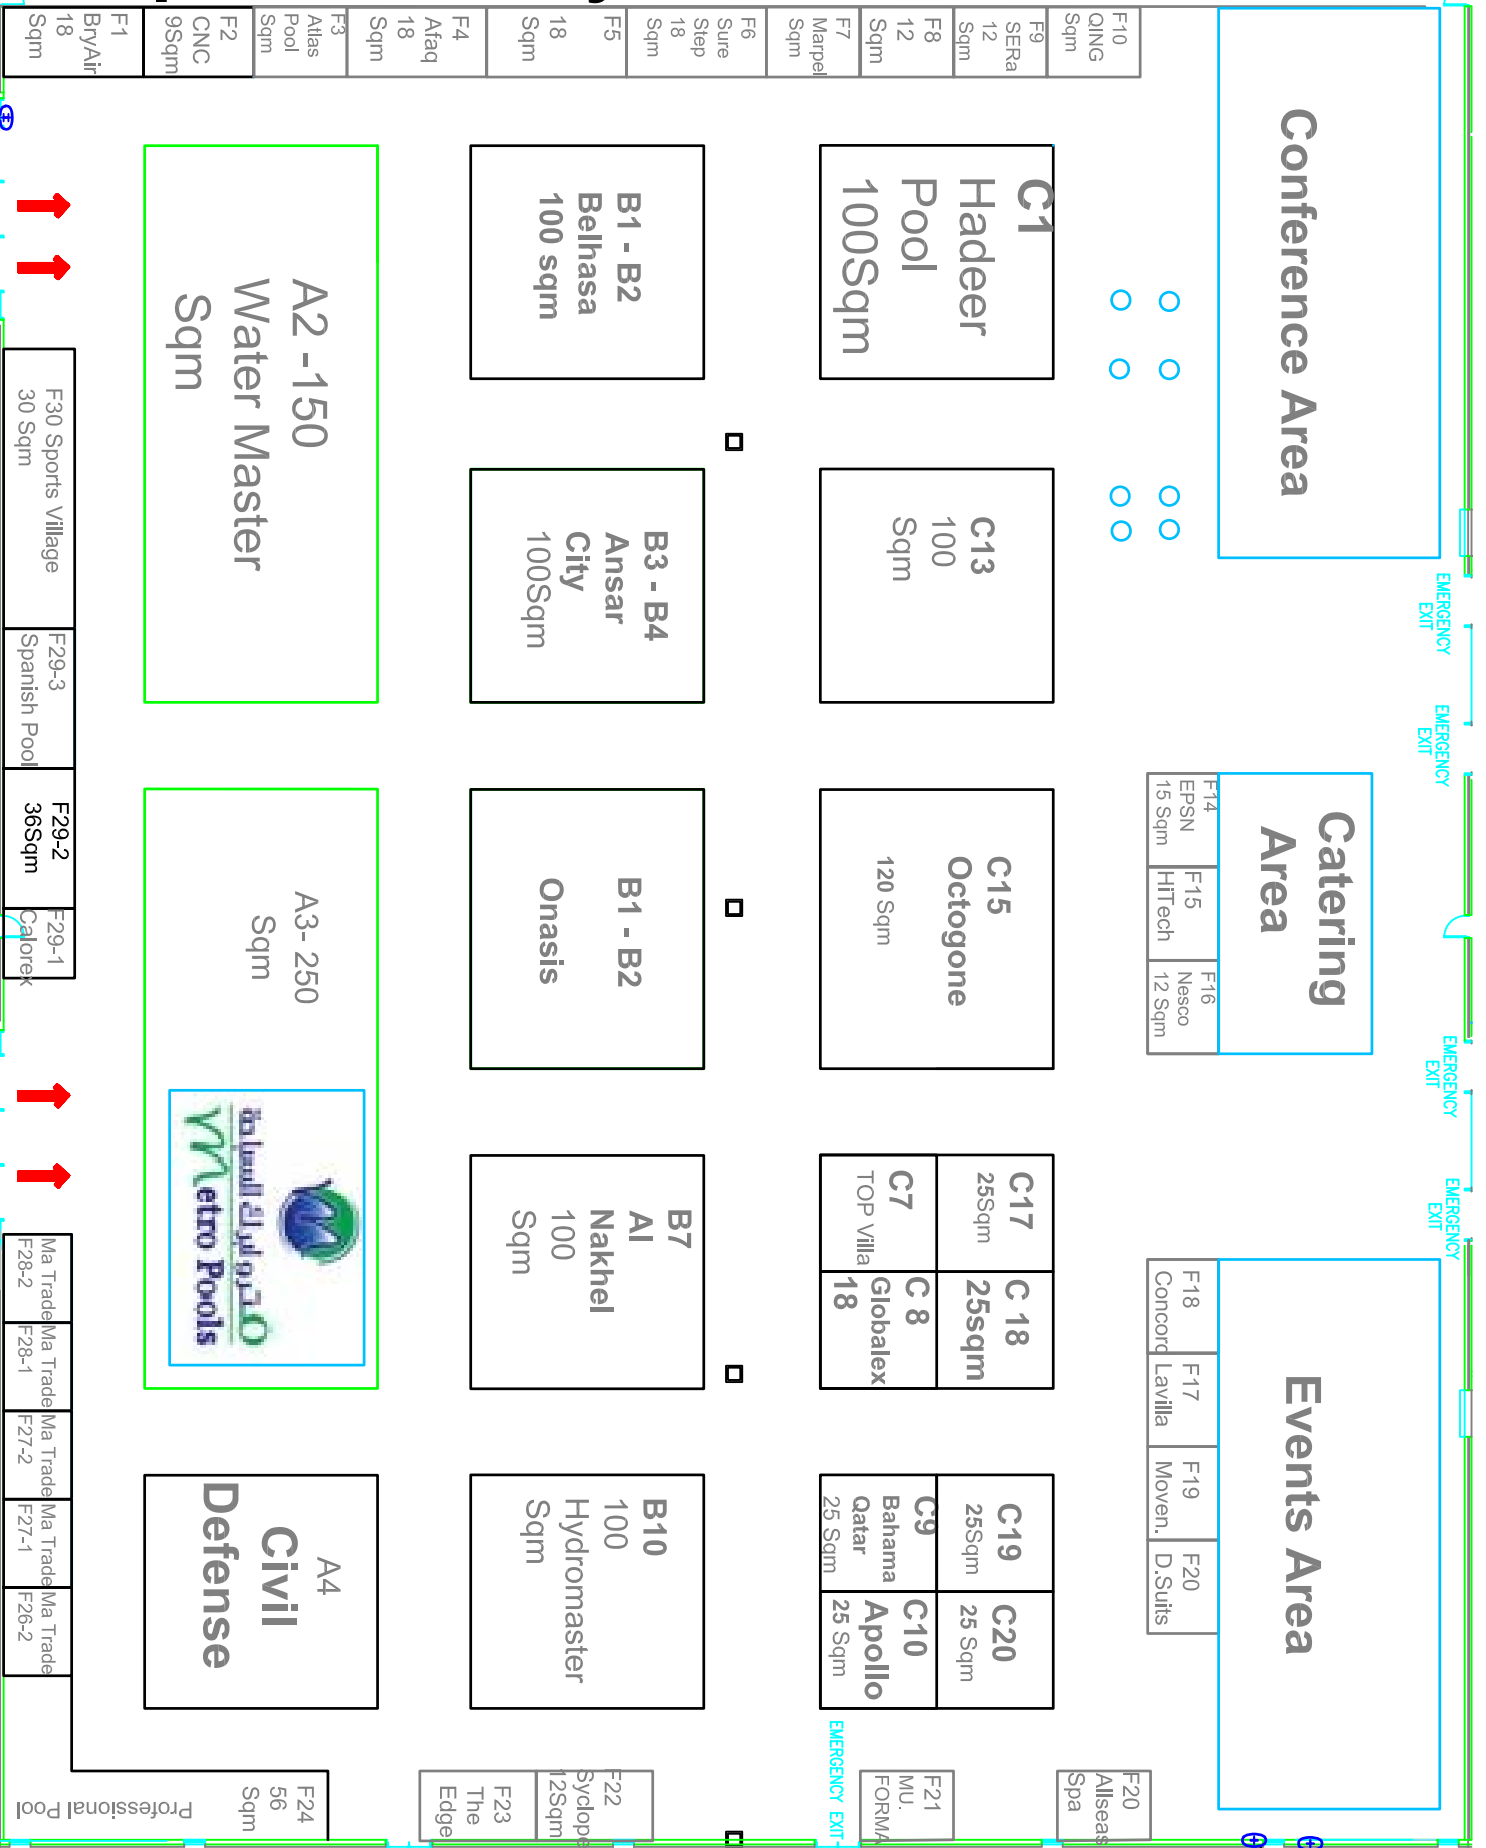 F1
BryAir
18
Sqm
F2
CNC
9Sqm
F3
Atlas
Pool
Sqm
F4
Afaq
18
Sqm
F5
18
Sqm
F6
Sure
Step
18
Sqm
F7
Marpel
Sqm
F8
12
Sqm
F9
SERa
12
Sqm
F10
QING
Sqm
Conference Area
C1
Hadeer
Pool
100Sqm
B1 - B2
Belhasa
100 sqm
A2 -150
Water Master
Sqm
F30 Sports Village
30 Sqm
F29-3
Spanish Pool
F29-2
36Sqm
F29-1
Calorex
B3 - B4
Ansar
City
100Sqm
C13
100
Sqm
EMERGENCY
EXIT
EMERGENCY
EXIT
Catering
Area
F14
EPSN
15 Sqm
F15
HiTech
F16
Nesco
12 Sqm
C15
Octogone
120 Sqm
B1 - B2
Onasis
A3- 250
Sqm
مترو لبرك السباحة
Metro Pools
EMERGENCY
EXIT
EMERGENCY
EXIT
B7
Al
Nakhel
100
Sqm
C17
25Sqm
C7
TOP Villa
C 18
25sqm
C 8
Globalex
18
Events Area
F18
Concord
F17
Lavilla
F19
Moven.
F20
D.Suits
Ma Trade
F28-2
Ma Trade
F28-1
Ma Trade
F27-2
Ma Trade
F27-1
Ma Trade
F26-2
A4
Civil
Defense
B10
100
Hydromaster
Sqm
C19
25Sqm
C9
Bahama
Qatar
25 Sqm
C20
25 Sqm
C10
Apollo
25 Sqm
EMERGENCY EXIT
F20
Allseas
Spa
F21
MU.
FORMA
F22
Syclope
12Sqm
F23
The
Edge
F24
56
Sqm
Professional Pool